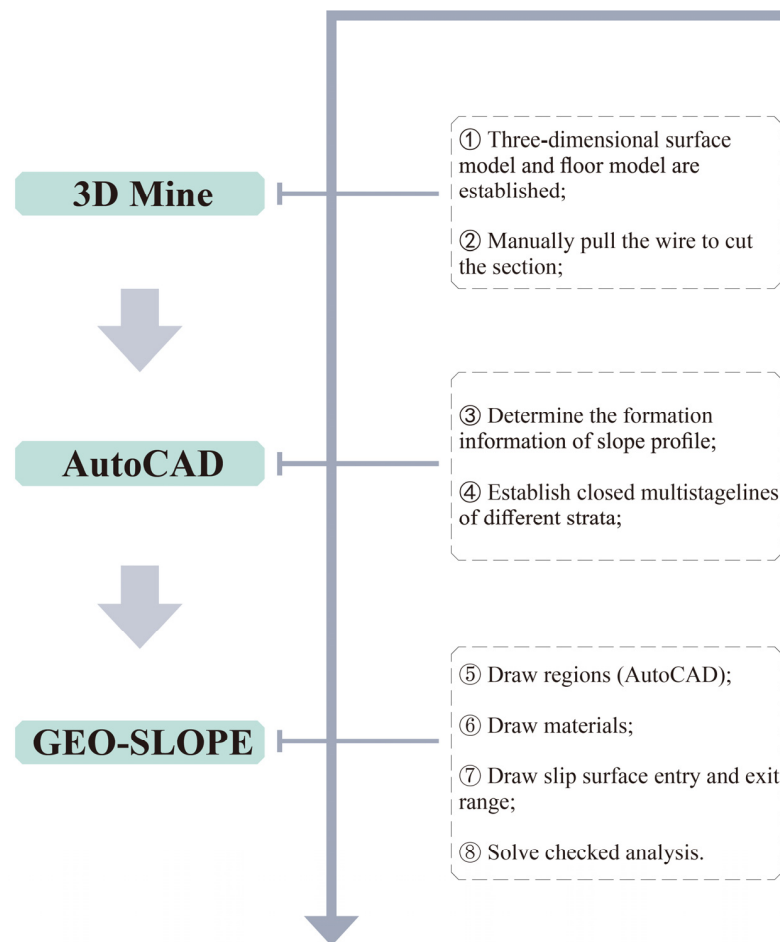 3D Mine
① Three-dimensional surface
model and floor model are
established;
② Manually pull the wire to cut
the section;
AutoCAD
③ Determine the formation
information of slope profile;
④ Establish closed multistagelines
of different strata;
GEO-SLOPE
⑤ Draw regions (AutoCAD);
⑥ Draw materials;
⑦ Draw slip surface entry and exit
range;
⑧ Solve checked analysis.